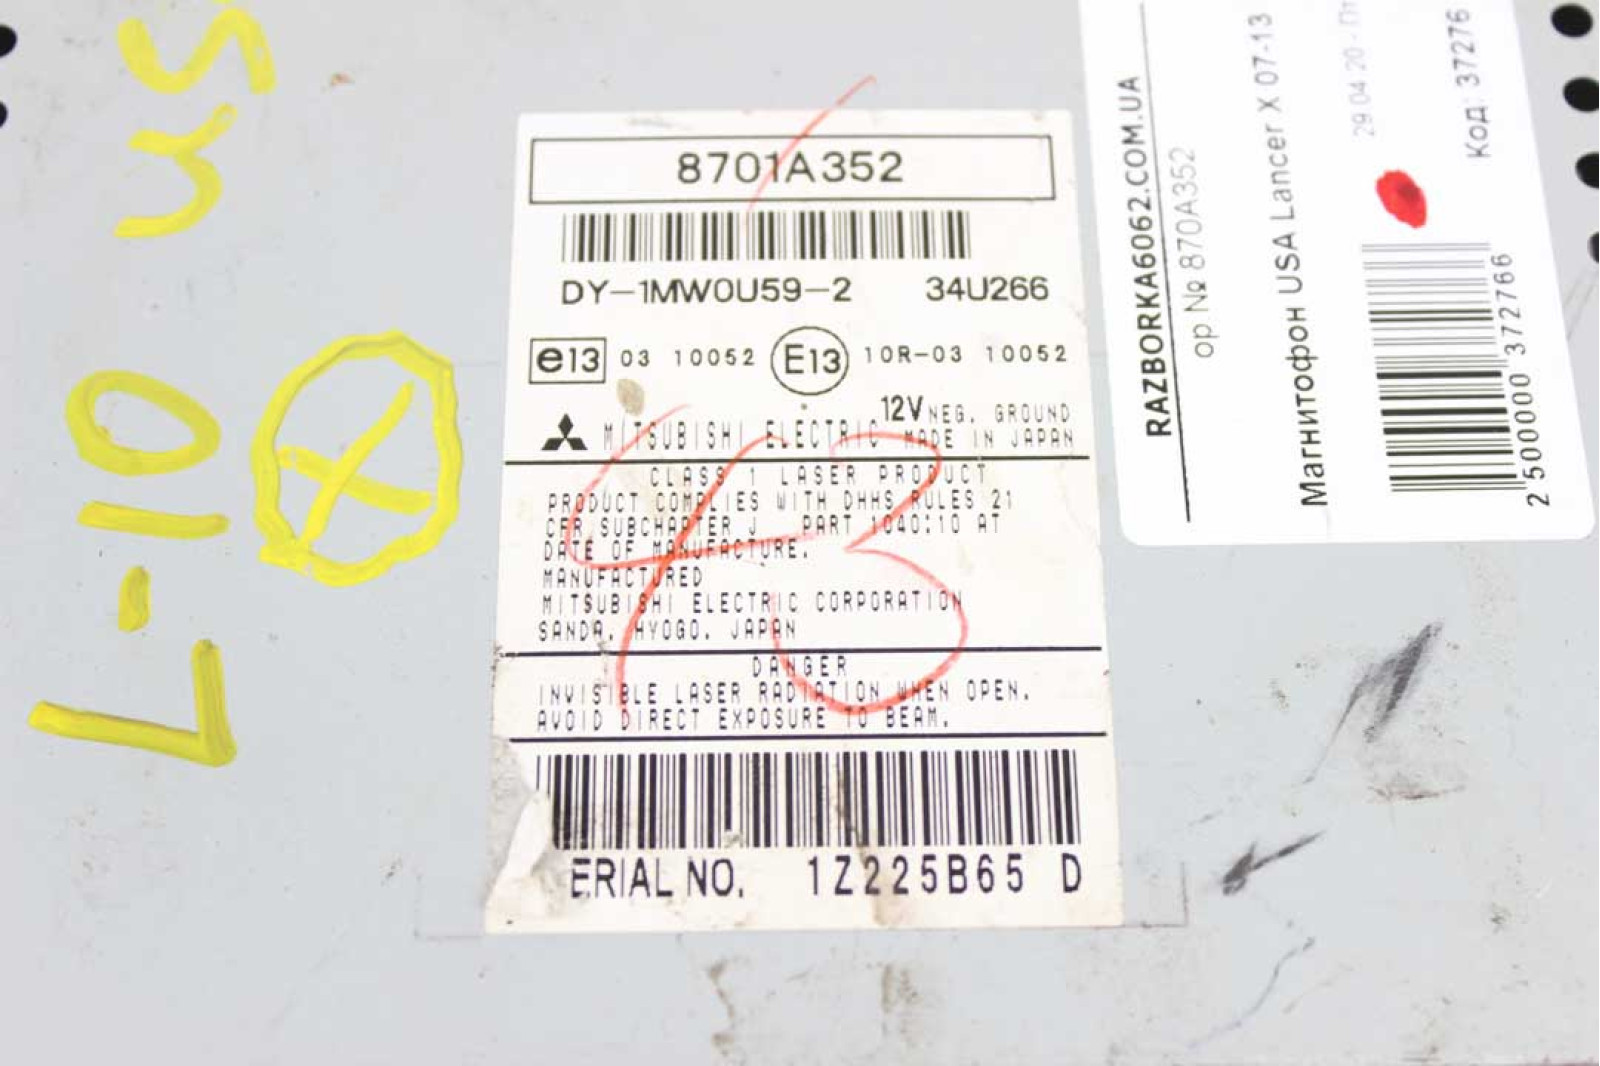 8701A352
DY-1MW0U59-2 34U266
e13 03 10052 E13 10R-03 10052
12V NEG. GROUND
MITSUBISHI ELECTRIC MADE IN JAPAN
CLASS 1 LASER PRODUCT
PRODUCT COMPLIES WITH DHHS RULES 21
CFR SUBCHAPTER J PART 1040:10 AT
DATE OF MANUFACTURE.
MANUFACTURED
MITSUBISHI ELECTRIC CORPORATION
SANDA, HYOGO, JAPAN
DANGER
INVISIBLE LASER RADIATION WHEN OPEN.
AVOID DIRECT EXPOSURE TO BEAM.
ERIAL NO. 1Z225B65 D
RAZBORKA6062.COM.UA
ор № 870A352
Магнитофон USA Lancer X 07-13
29 04 20 - Пт
Код: 37276
2 500000 372766
L-10